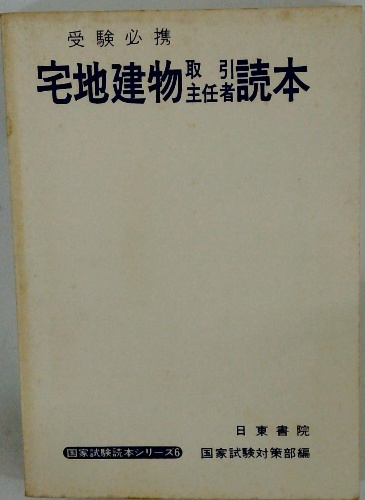 受験必携
宅地建物取引主任者読本
日東書院
国家試験読本シリーズ6 国家試験対策部編